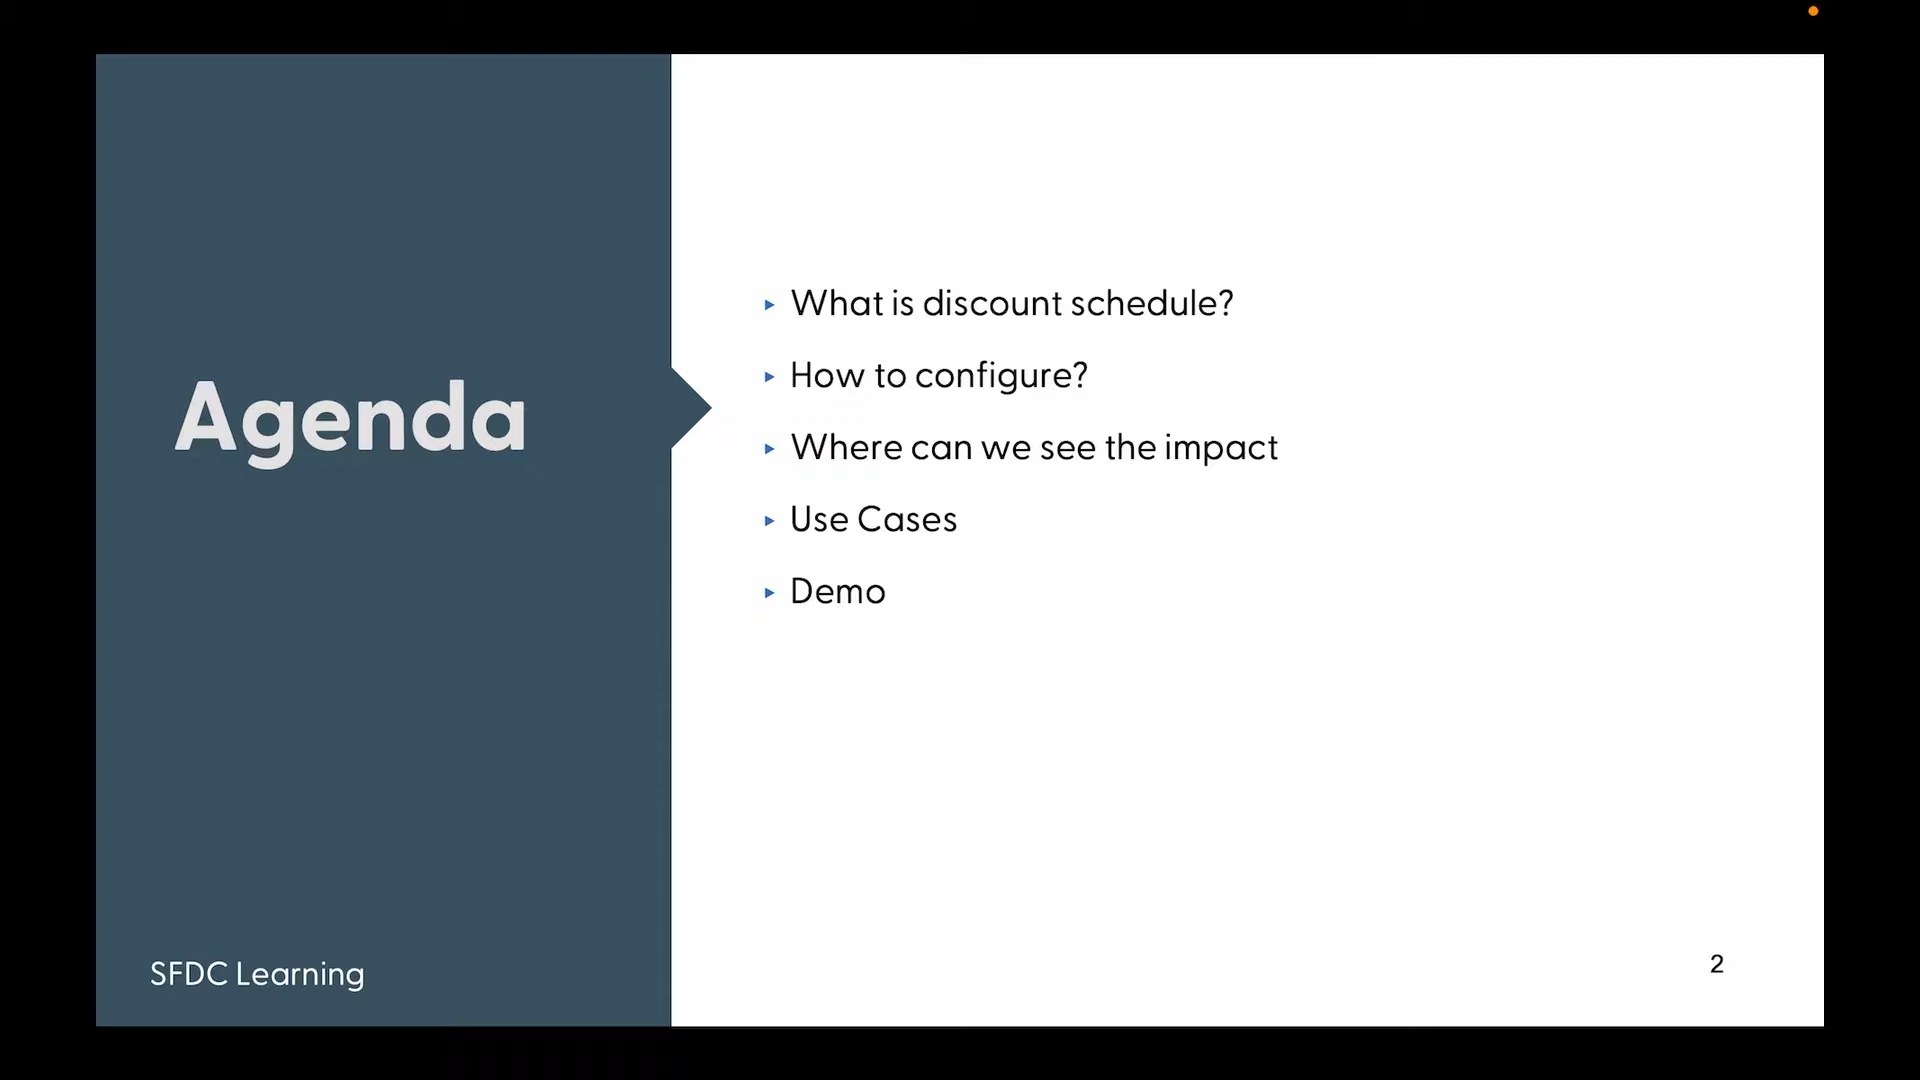 Agenda
What is discount schedule?
How to configure?
Where can we see the impact
Use Cases
Demo
SFDC Learning
2